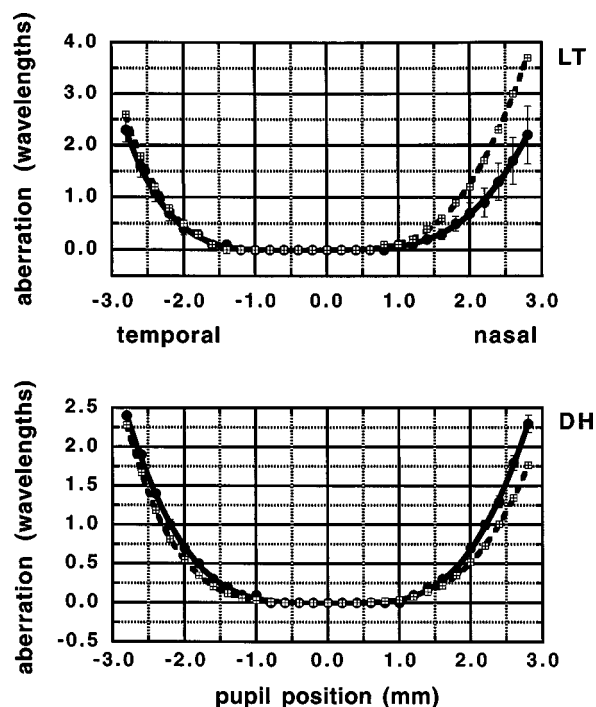 4.0
LT
3.0
2.0
1.0
0.0
aberration (wavelengths)
-3.0 -2.0 -1.0 0.0 1.0 2.0 3.0
temporal nasal
2.5
DH
2.0
1.5
1.0
0.5
0.0
-0.5
aberration (wavelengths)
-3.0 -2.0 -1.0 0.0 1.0 2.0 3.0
pupil position (mm)